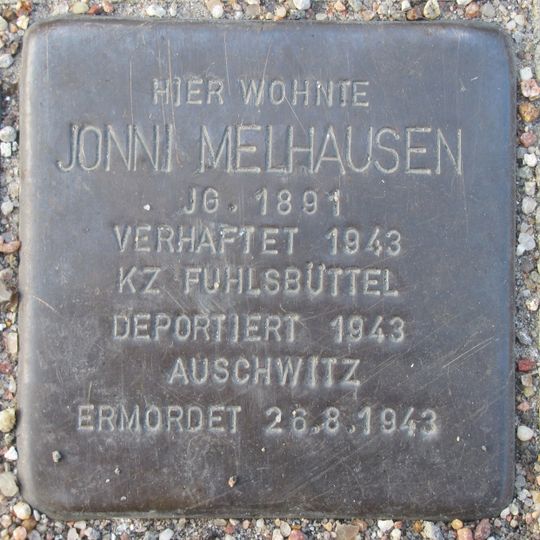 HIER WOHNTE
JONNI MELHAUSEN
JG. 1891
VERHAFTET 1943
KZ FUHLSBÜTTEL
DEPORTIERT 1943
AUSCHWITZ
ERMORDET 26.8.1943